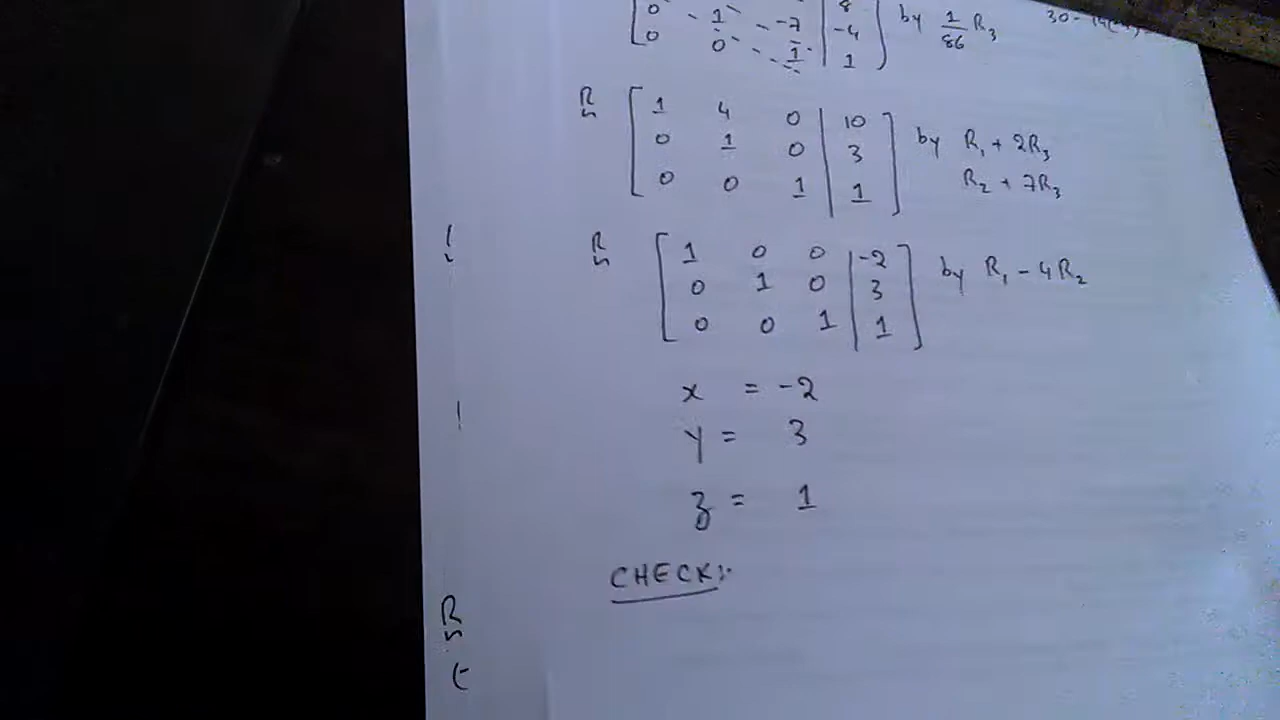 8
0 1 -7 | -4 by 1/86 R₃
0 0 1 | 1
R 1 4 0 | 10
0 1 0 | 3 by R₁ + 2R₃
0 0 1 | 1 R₂ + 7R₃
R 1 0 0 | -2 by R₁ - 4R₂
0 1 0 | 3
0 0 1 | 1
x = -2
y = 3
z = 1
CHECK:
R